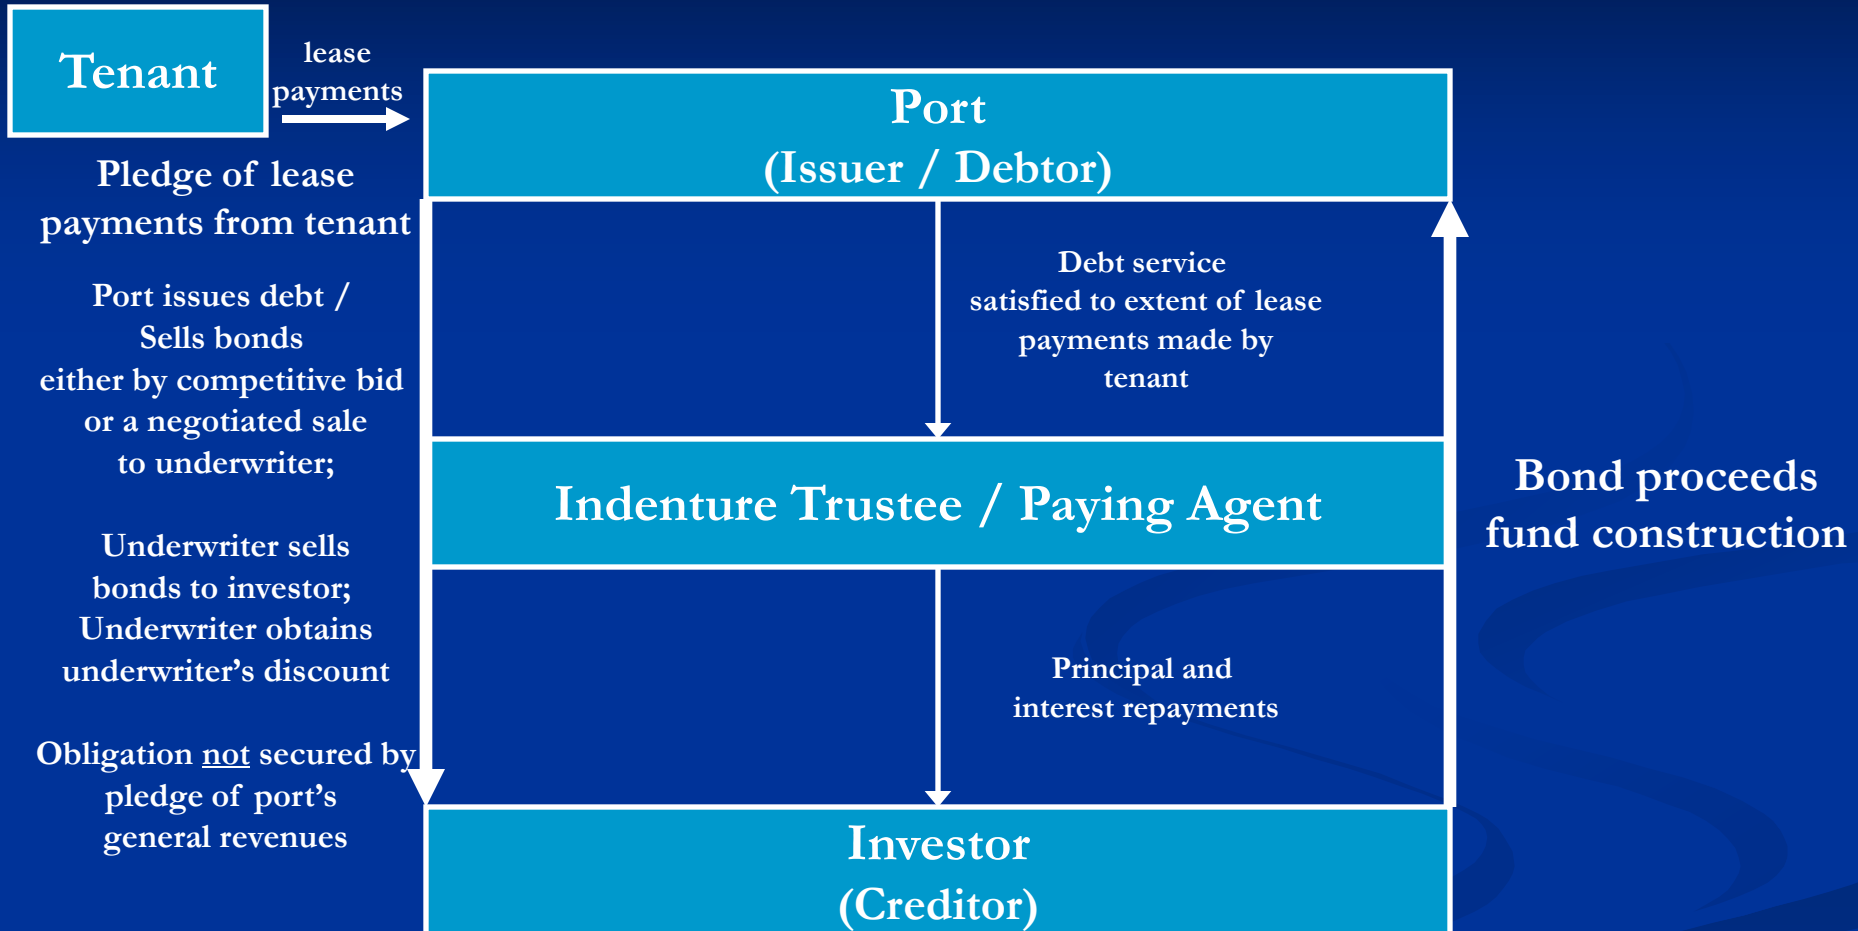 Tenant
lease
payments
Port
(Issuer / Debtor)
Pledge of lease
payments from tenant
Port issues debt /
Sells bonds
either by competitive bid
or a negotiated sale
to underwriter;
Underwriter sells
bonds to investor;
Underwriter obtains
underwriter’s discount
Obligation not secured by
pledge of port’s
general revenues
Debt service
satisfied to extent of lease
payments made by
tenant
Indenture Trustee / Paying Agent
Bond proceeds
fund construction
Principal and
interest repayments
Investor
(Creditor)